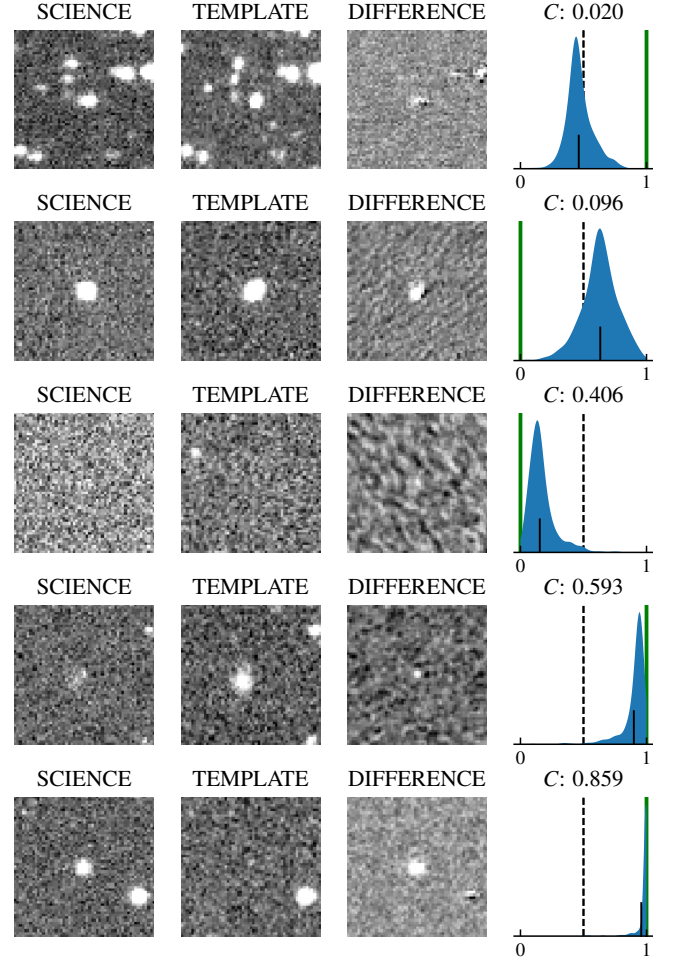 SCIENCE TEMPLATE DIFFERENCE C: 0.020
0 1
SCIENCE TEMPLATE DIFFERENCE C: 0.096
0 1
SCIENCE TEMPLATE DIFFERENCE C: 0.406
0 1
SCIENCE TEMPLATE DIFFERENCE C: 0.593
0 1
SCIENCE TEMPLATE DIFFERENCE C: 0.859
0 1